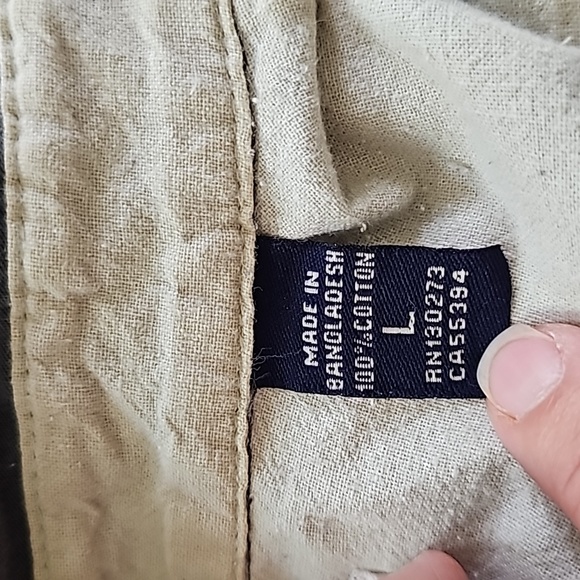 MADE IN
BANGLADESH
100% COTTON
L
RN130273
CA55394